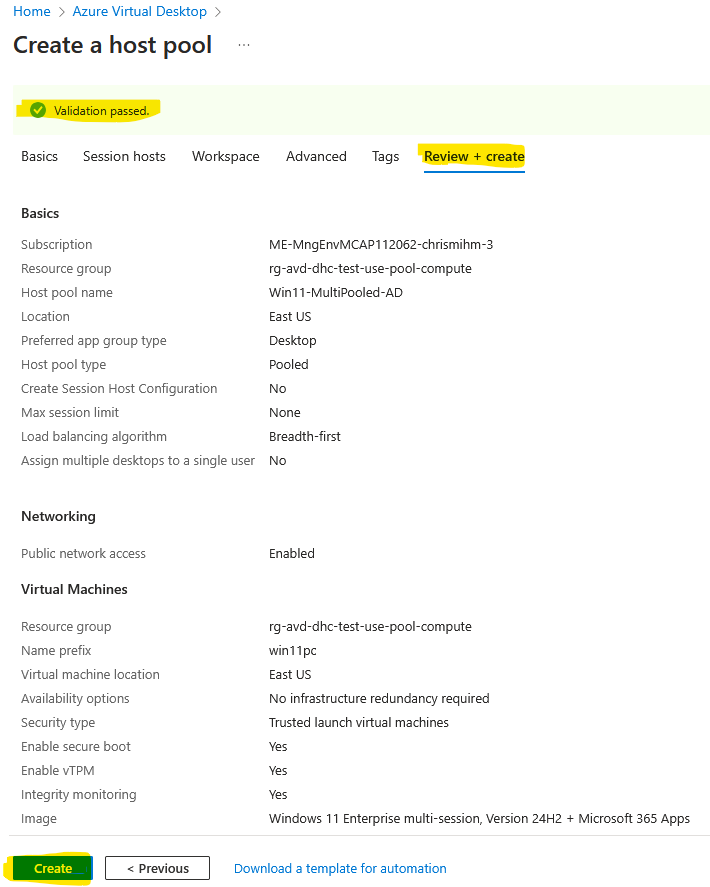 Home > Azure Virtual Desktop >
Create a host pool ...
Validation passed.
Basics Session hosts Workspace Advanced Tags Review + create
Basics
Subscription ME-MngEnvMCAP112062-chrismihm-3
Resource group rg-avd-dhc-test-use-pool-compute
Host pool name Win11-MultiPooled-AD
Location East US
Preferred app group type Desktop
Host pool type Pooled
Create Session Host Configuration No
Max session limit None
Load balancing algorithm Breadth-first
Assign multiple desktops to a single user No
Networking
Public network access Enabled
Virtual Machines
Resource group rg-avd-dhc-test-use-pool-compute
Name prefix win11pc
Virtual machine location East US
Availability options No infrastructure redundancy required
Security type Trusted launch virtual machines
Enable secure boot Yes
Enable vTPM Yes
Integrity monitoring Yes
Image Windows 11 Enterprise multi-session, Version 24H2 + Microsoft 365 Apps
Create < Previous Download a template for automation